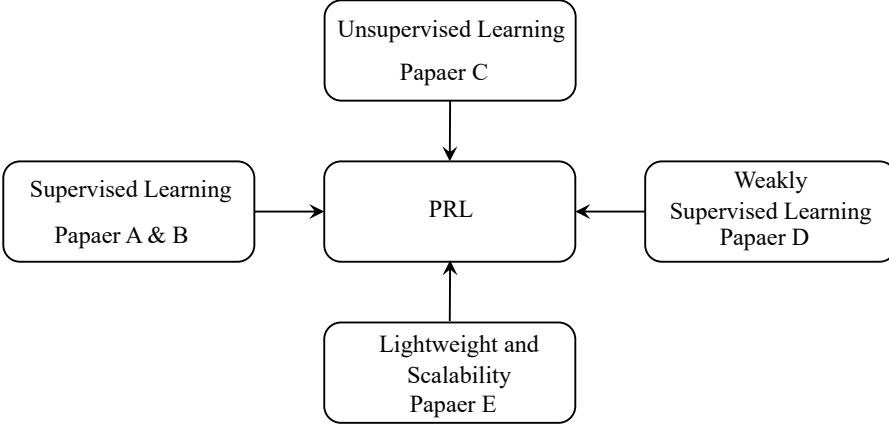 Unsupervised Learning
Papaer C
Supervised Learning
Papaer A & B
PRL
Weakly
Supervised Learning
Papaer D
Lightweight and
Scalability
Papaer E